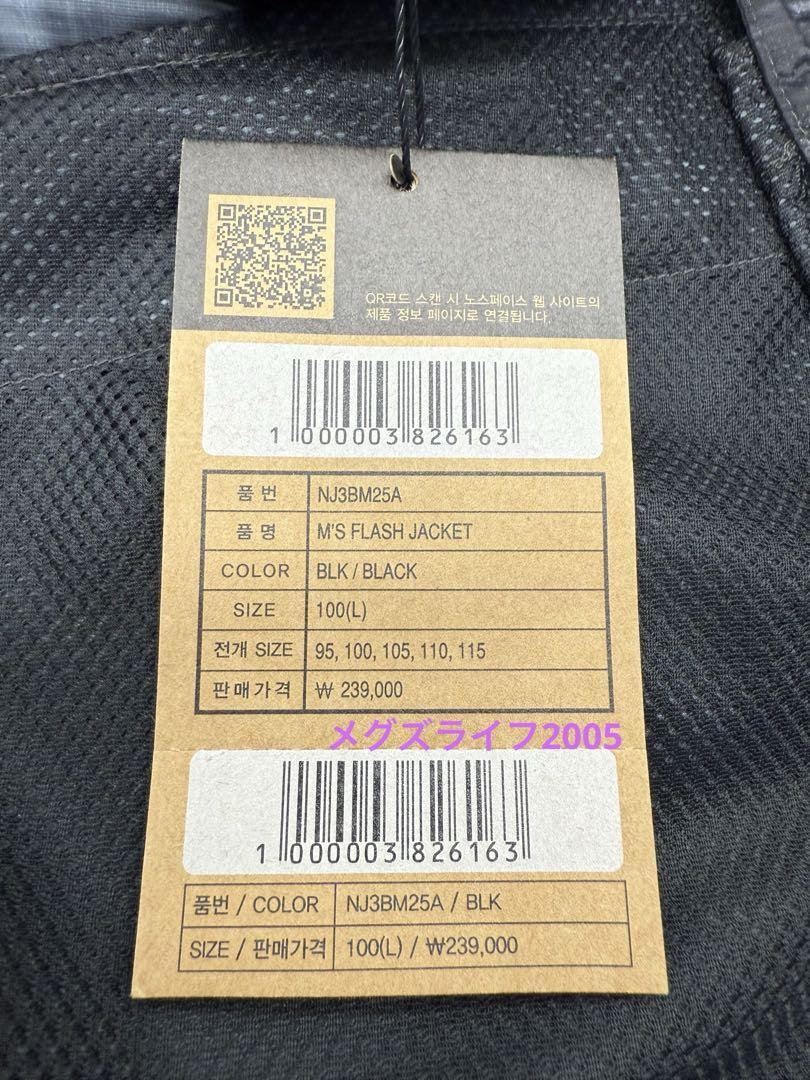 QR코드 스캔 시 노스페이스 웹 사이트의
제품 정보 페이지로 연결됩니다.
1 000003 826163
품번 NJ3BM25A
품명 M'S FLASH JACKET
COLOR BLK / BLACK
SIZE 100(L)
전개 SIZE 95, 100, 105, 110, 115
판매가격 ₩ 239,000
メグズライフ2005
1 000003 826163
품번 / COLOR NJ3BM25A / BLK
SIZE / 판매가격 100(L) / ₩239,000